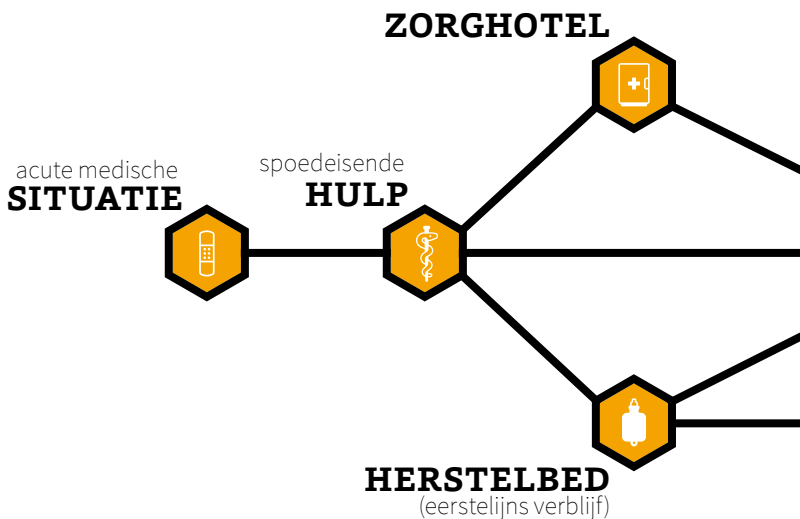 ZORGHOTEL
acute medische
SITUATIE
spoedeisende
HULP
HERSTELBED
(eerstelijns verblijf)